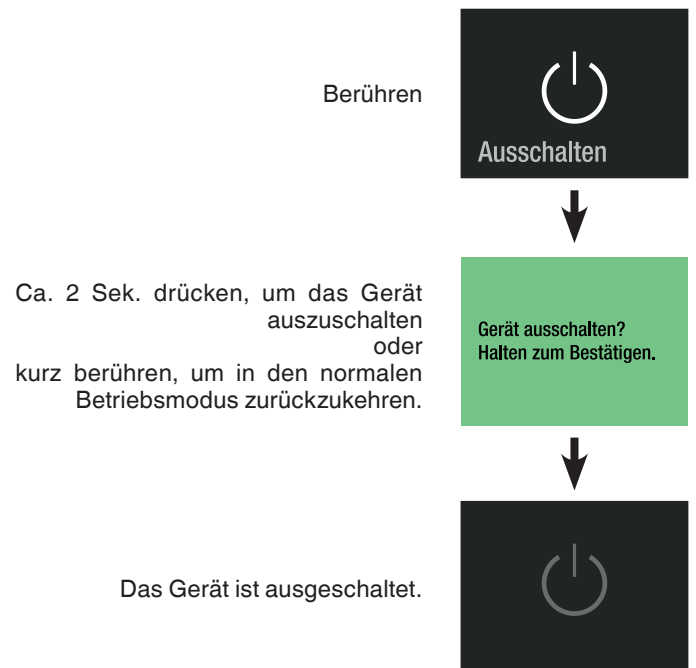 Berühren
Ausschalten
Ca. 2 Sek. drücken, um das Gerät
auszuschalten
oder
kurz berühren, um in den normalen
Betriebsmodus zurückzukehren.
Gerät ausschalten?
Halten zum Bestätigen.
Das Gerät ist ausgeschaltet.